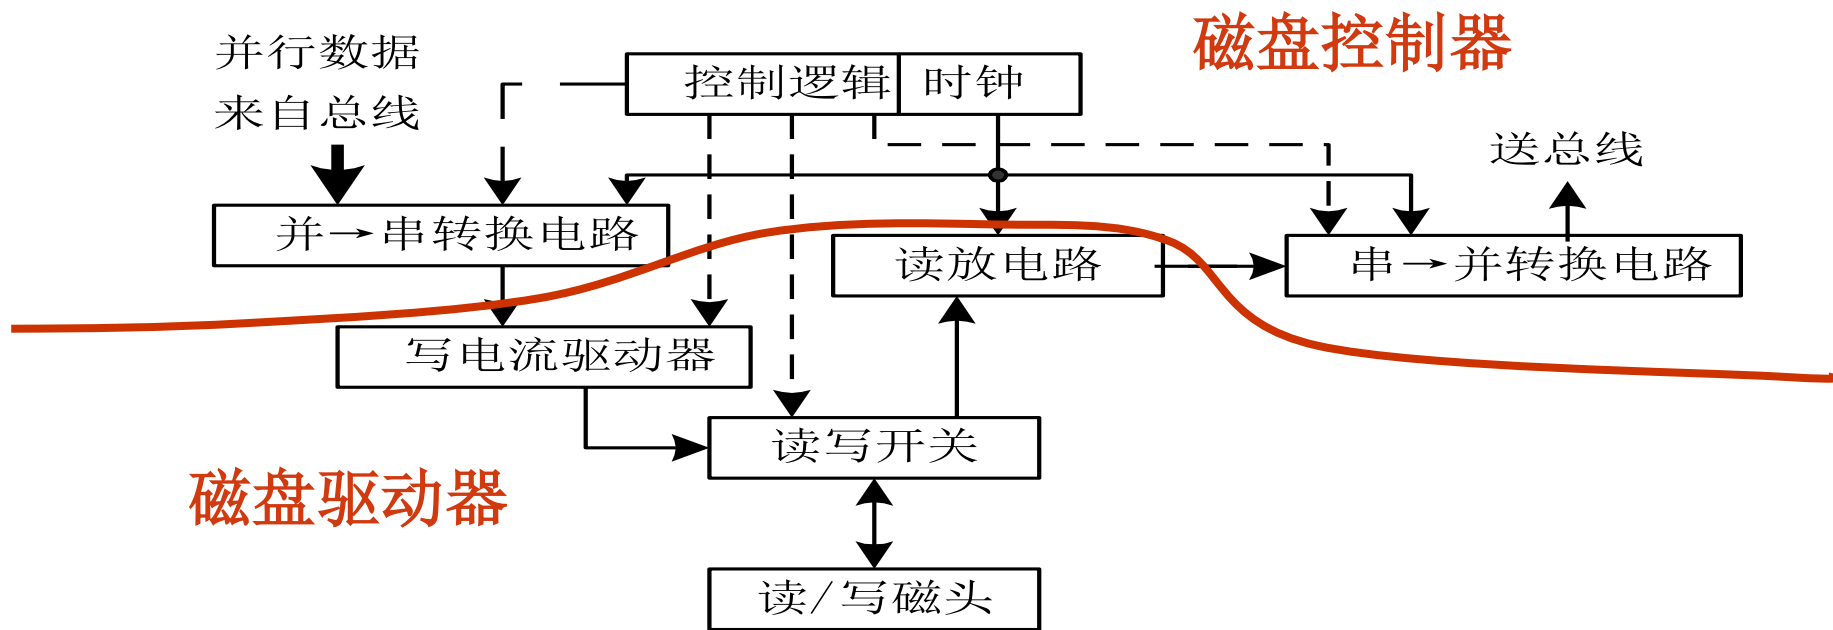 磁盘控制器
并行数据
来自总线
控制逻辑
时钟
送总线
并→串转换电路
读放电路
串→并转换电路
写电流驱动器
读写开关
磁盘驱动器
读/写磁头